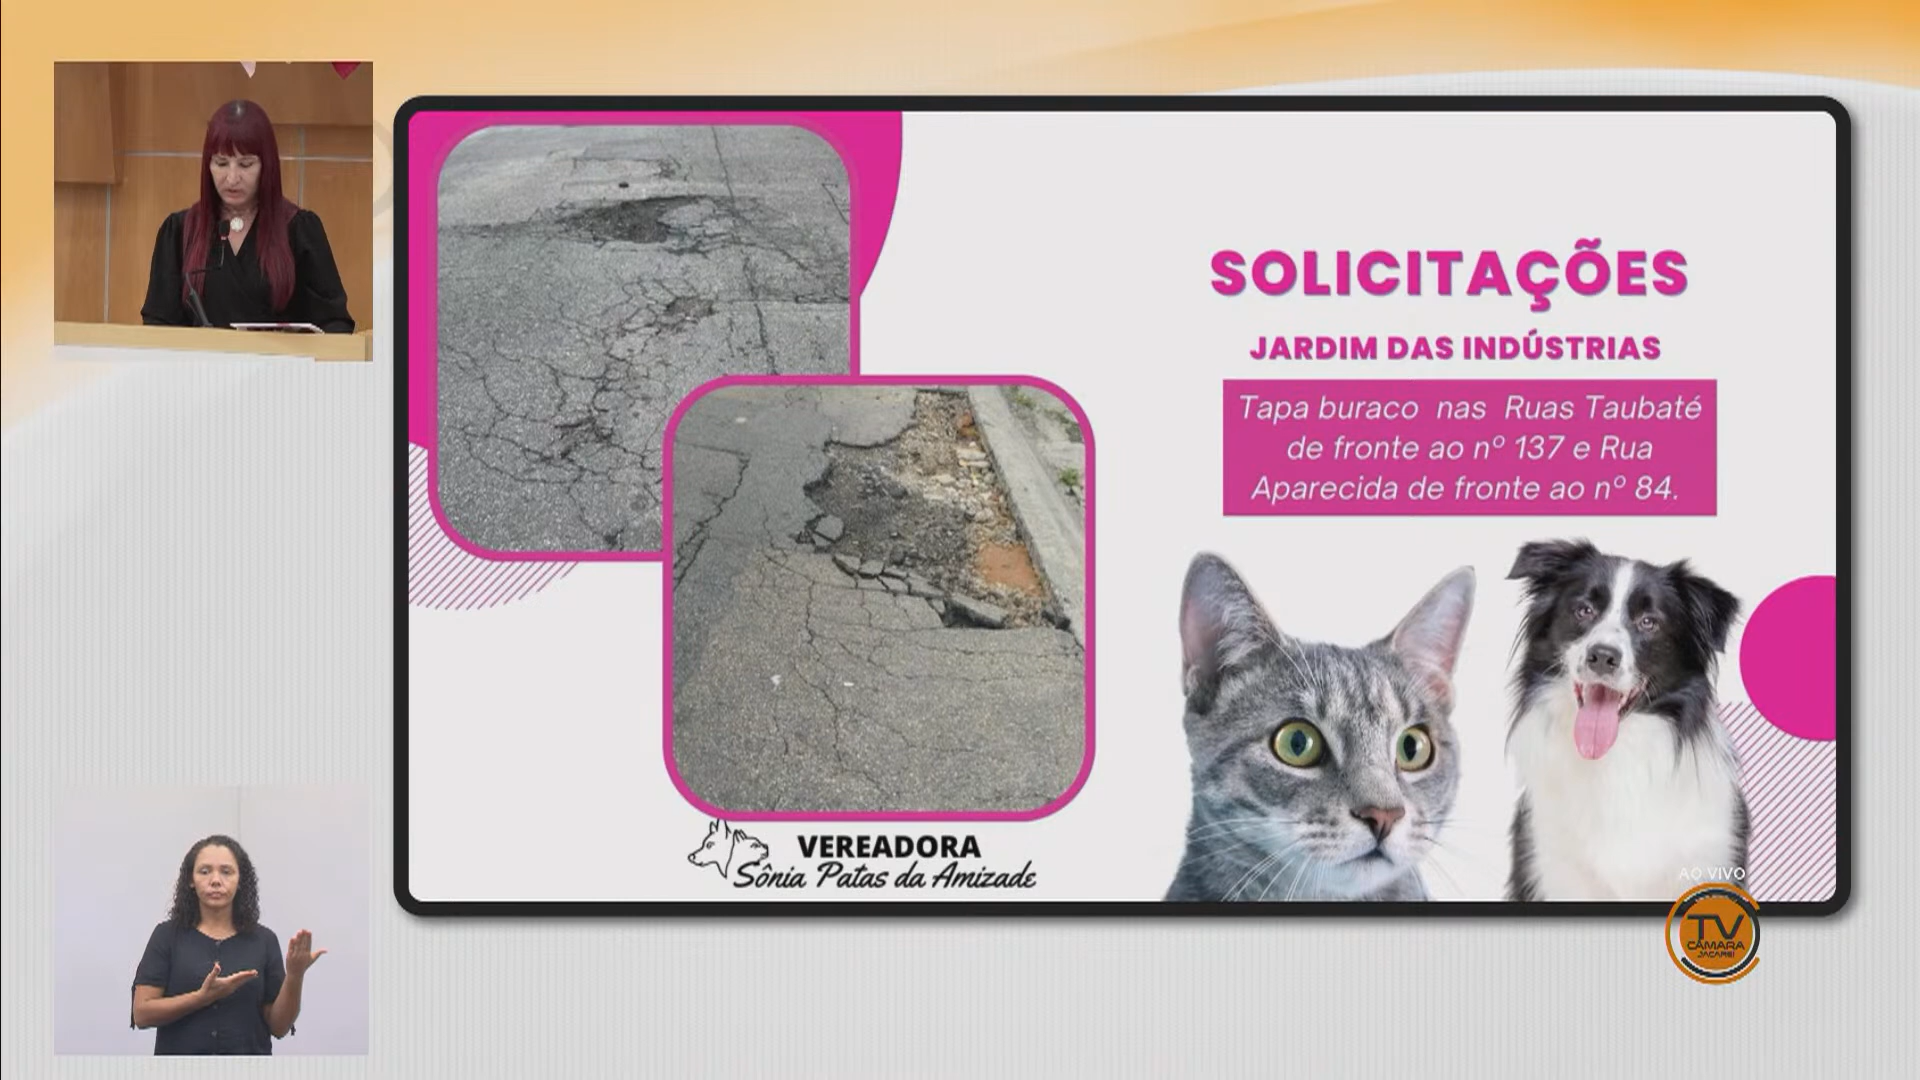 SOLICITAÇÕES
JARDIM DAS INDÚSTRIAS
Tapa buraco nas Ruas Taubaté
de fronte ao nº 137 e Rua
Aparecida de fronte ao nº 84.
VEREADORA
Sônia Patas da Amizade
AO VIVO
TV
CÂMARA
JACAREÍ